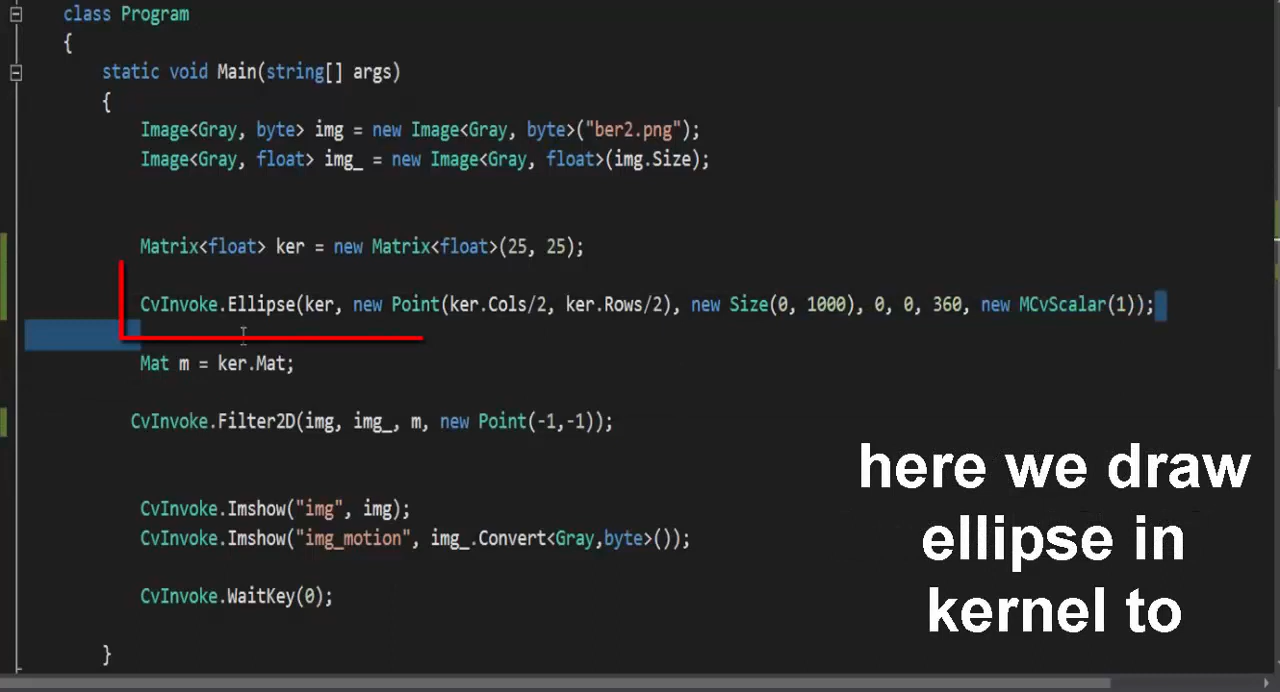 class Program
{
static void Main(string[] args)
{
Image<Gray, byte> img = new Image<Gray, byte>("ber2.png");
Image<Gray, float> img_ = new Image<Gray, float>(img.Size);
Matrix<float> ker = new Matrix<float>(25, 25);
CvInvoke.Ellipse(ker, new Point(ker.Cols/2, ker.Rows/2), new Size(0, 1000), 0, 0, 360, new MCvScalar(1));
Mat m = ker.Mat;
CvInvoke.Filter2D(img, img_, m, new Point(-1,-1));
CvInvoke.Imshow("img", img);
CvInvoke.Imshow("img_motion", img_.Convert<Gray,byte>());
CvInvoke.WaitKey(0);
}
here we draw
ellipse in
kernel to